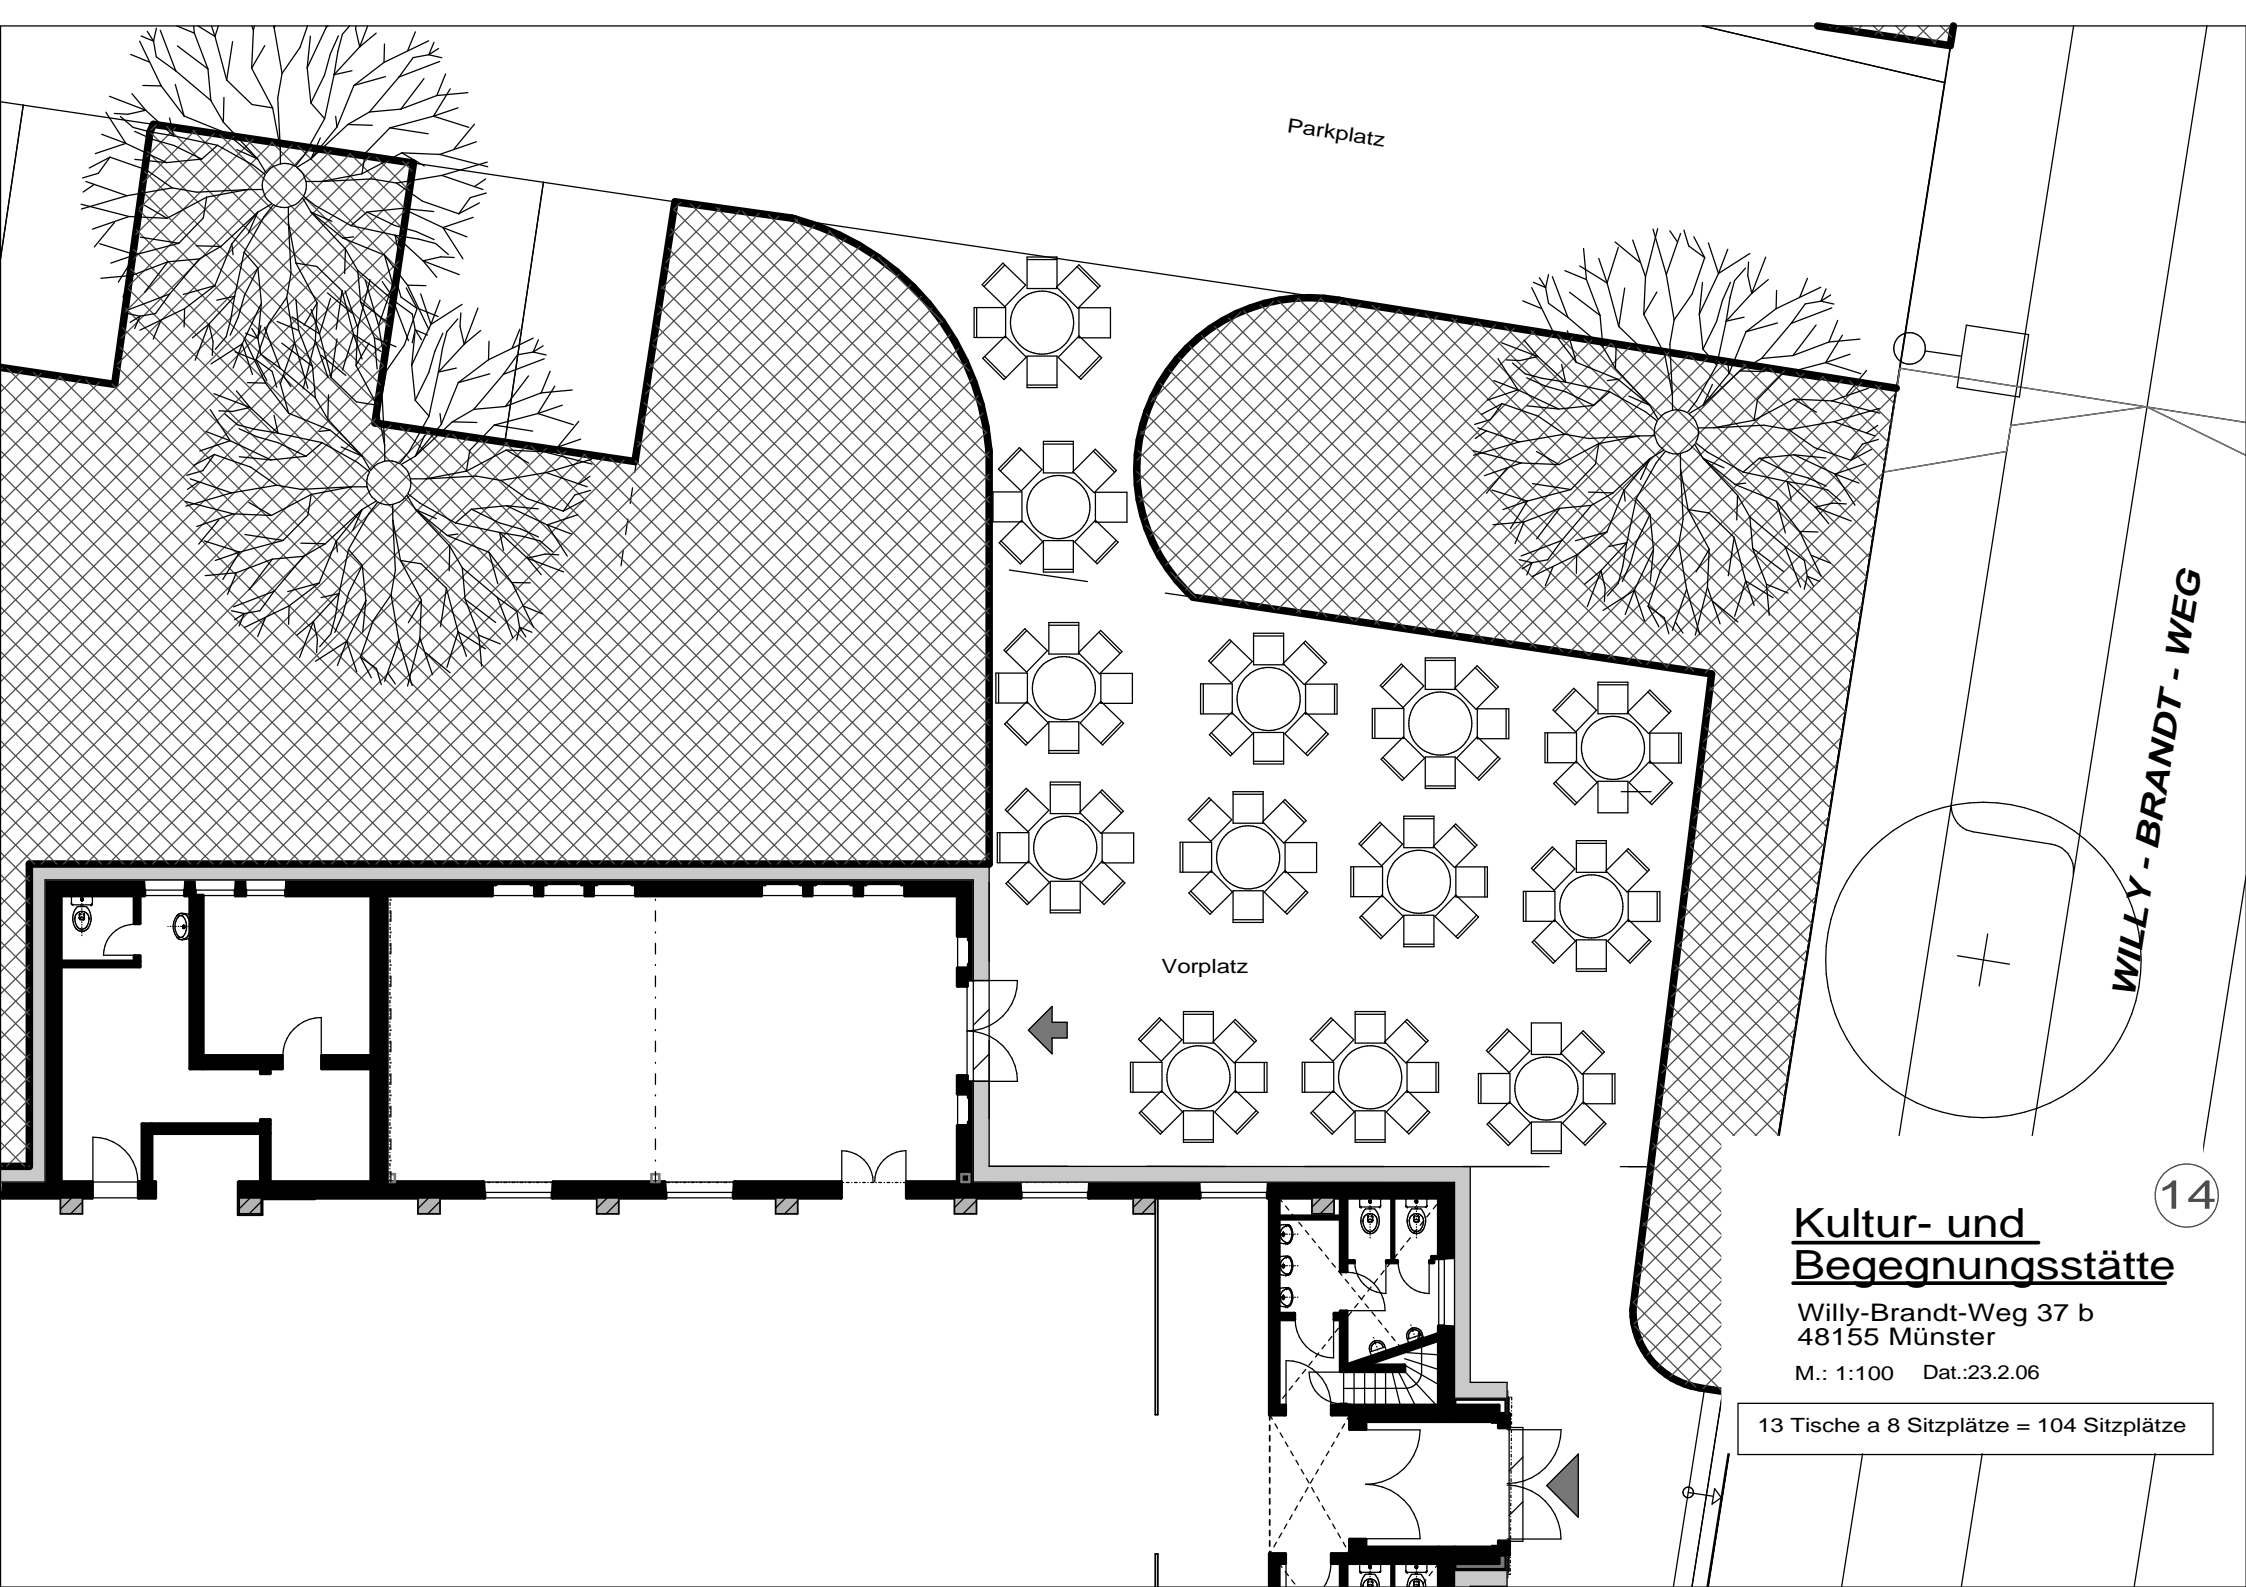 Parkplatz
WILLY - BRANDT - WEG
Vorplatz
14
Kultur- und
Begegnungsstätte
Willy-Brandt-Weg 37 b
48155 Münster
M.: 1:100 Dat.:23.2.06
13 Tische a 8 Sitzplätze = 104 Sitzplätze